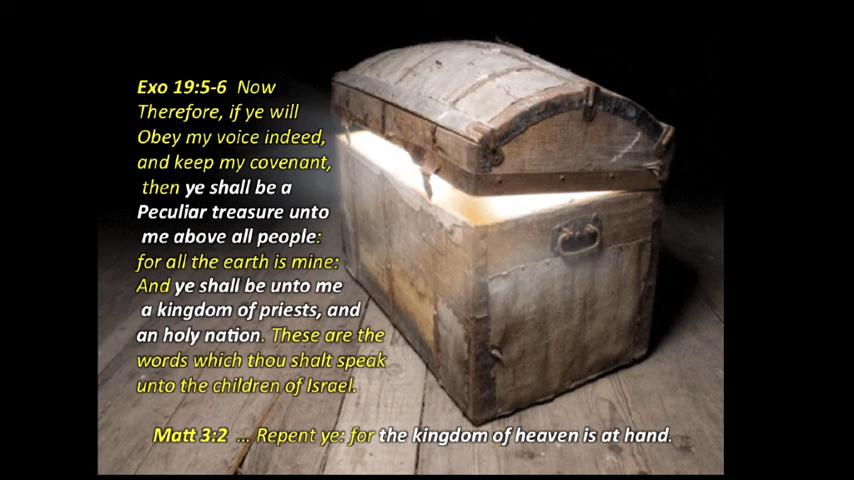 Exo 19:5-6 Now
Therefore, if ye will
Obey my voice indeed,
and keep my covenant,
then ye shall be a
Peculiar treasure unto
me above all people:
for all the earth is mine:
And ye shall be unto me
a kingdom of priests, and
an holy nation. These are the
words which thou shalt speak
unto the children of Israel.
Matt 3:2 ... Repent ye: for the kingdom of heaven is at hand.